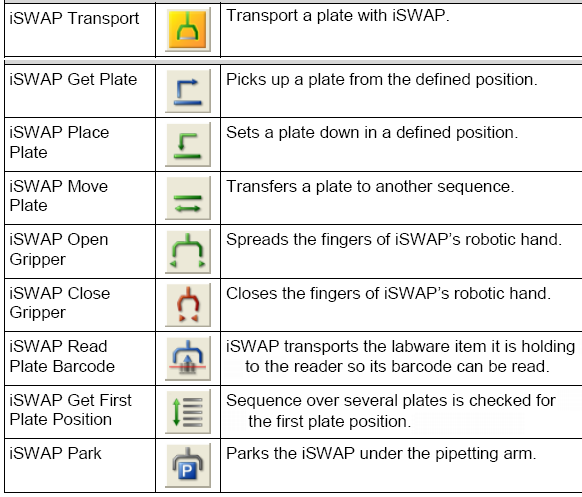 iSWAP Transport
Transport a plate with iSWAP.
iSWAP Get Plate
Picks up a plate from the defined position.
iSWAP Place
Plate
Sets a plate down in a defined position.
iSWAP Move
Plate
Transfers a plate to another sequence.
iSWAP Open
Gripper
Spreads the fingers of iSWAP's robotic hand.
iSWAP Close
Gripper
Closes the fingers of iSWAP's robotic hand.
iSWAP Read
Plate Barcode
iSWAP transports the labware item it is holding
to the reader so its barcode can be read.
iSWAP Get First
Plate Position
Sequence over several plates is checked for
the first plate position.
iSWAP Park
P
Parks the iSWAP under the pipetting arm.